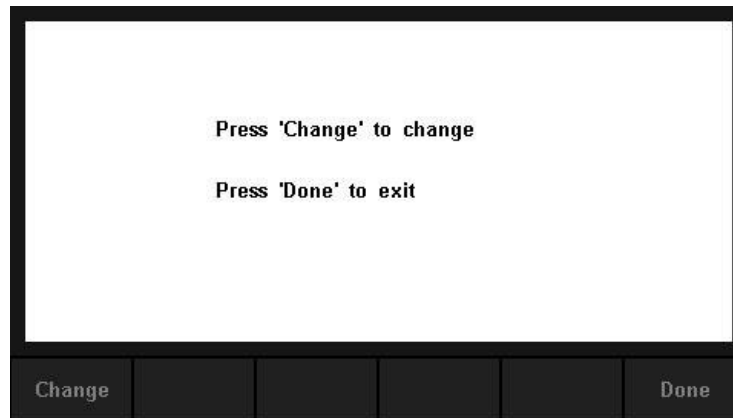 Press 'Change' to change
Press 'Done' to exit
Change
Done